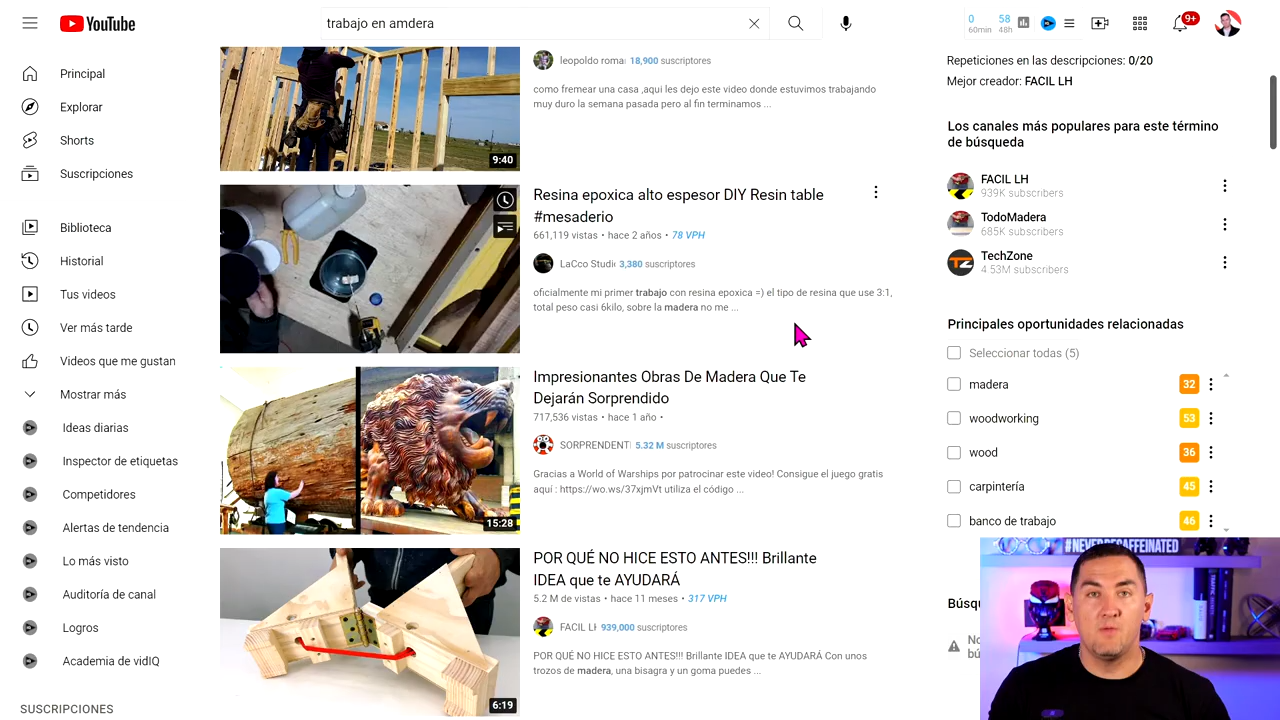 YouTube
trabajo en amdera
0
60min
58
48h
9+
Principal
Explorar
Shorts
Suscripciones
Biblioteca
Historial
Tus videos
Ver más tarde
Videos que me gustan
Mostrar más
Ideas diarias
Inspector de etiquetas
Competidores
Alertas de tendencia
Lo más visto
Auditoría de canal
Logros
Academia de vidIQ
SUSCRIPCIONES
9:40
leopoldo roma 18,900 suscriptores
como fremear una casa ,aqui les dejo este video donde estuvimos trabajando
muy duro la semana pasada pero al fin terminamos ...
Resina epoxica alto espesor DIY Resin table
#mesaderio
661,119 vistas • hace 2 años • 78 VPH
LaCco Studi 3,380 suscriptores
oficialmente mi primer trabajo con resina epoxica =) el tipo de resina que use 3:1,
total peso casi 6kilo, sobre la madera no me ...
15:28
Impresionantes Obras De Madera Que Te
Dejarán Sorprendido
717,536 vistas • hace 1 año •
SORPRENDENT 5.32 M suscriptores
Gracias a World of Warships por patrocinar este video! Consigue el juego gratis
aquí : https://wo.ws/37xjmVt utiliza el código ...
6:19
POR QUÉ NO HICE ESTO ANTES!!! Brillante
IDEA que te AYUDARÁ
5.2 M de vistas • hace 11 meses • 317 VPH
FACIL LH 939,000 suscriptores
POR QUÉ NO HICE ESTO ANTES!!! Brillante IDEA que te AYUDARÁ Con unos
trozos de madera, una bisagra y un goma puedes ...
Repeticiones en las descripciones: 0/20
Mejor creador: FACIL LH
Los canales más populares para este término
de búsqueda
FACIL LH
939K subscribers
TodoMadera
685K subscribers
TechZone
4.53M subscribers
TZ
Principales oportunidades relacionadas
Seleccionar todas (5)
madera 32
woodworking 53
wood 36
carpintería 45
banco de trabajo 46
Búsqu
No
bú
#NEVERDECAFFEINATED